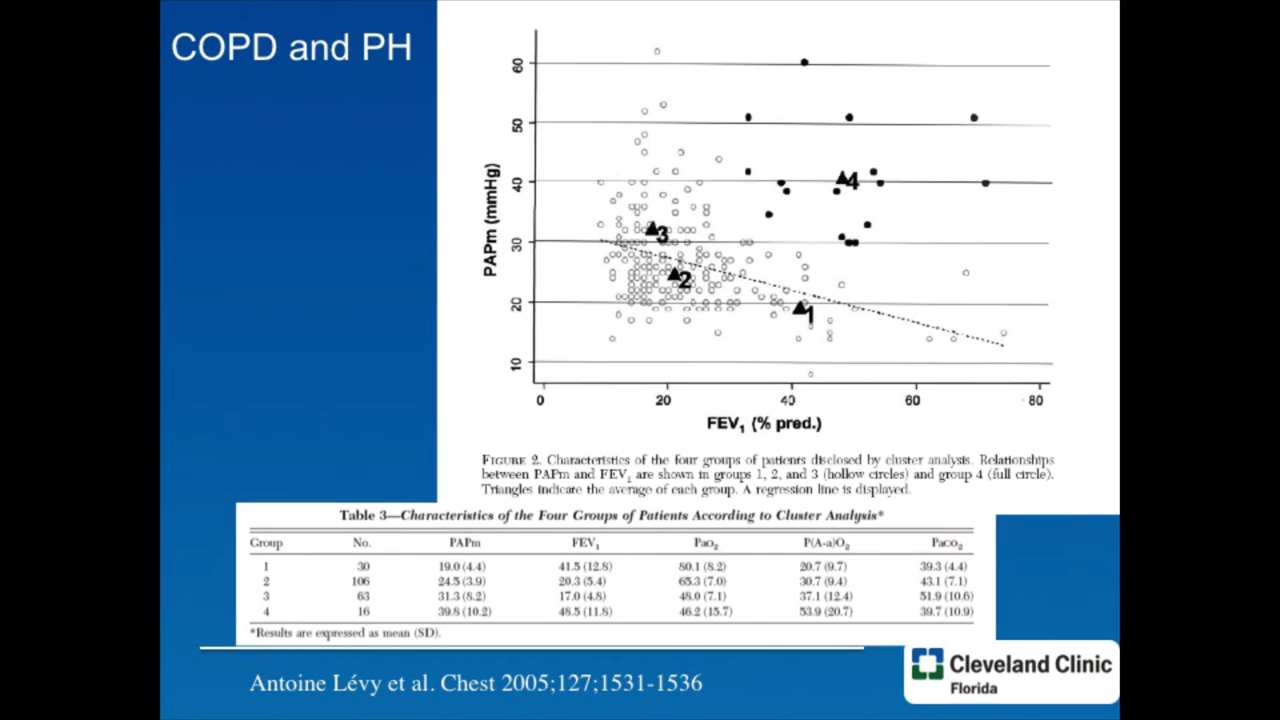 COPD and PH
60
50
40
30
20
10
PAPm (mmHg)
4
3
2
1
0 20 40 60 80
FEV1 (% pred.)
FIGURE 2. Characteristics of the four groups of patients disclosed by cluster analysis. Relationships
between PAPm and FEV1 are shown in groups 1, 2, and 3 (hollow circles) and group 4 (full circle).
Triangles indicate the average of each group. A regression line is displayed.
Table 3—Characteristics of the Four Groups of Patients According to Cluster Analysis*
Group No. PAPm FEV1 Pao2 P(A-a)O2 Paco2
1 30 19.0 (4.4) 41.5 (12.8) 80.1 (8.2) 20.7 (9.7) 39.3 (4.4)
2 106 24.5 (3.9) 20.3 (5.4) 65.3 (7.0) 30.7 (9.4) 43.1 (7.1)
3 63 31.3 (8.2) 17.0 (4.8) 48.0 (7.1) 37.1 (12.4) 51.9 (10.6)
4 16 39.8 (10.2) 48.5 (11.8) 46.2 (15.7) 53.9 (20.7) 39.7 (10.9)
*Results are expressed as mean (SD).
Antoine Lévy et al. Chest 2005;127;1531-1536
Cleveland Clinic
Florida